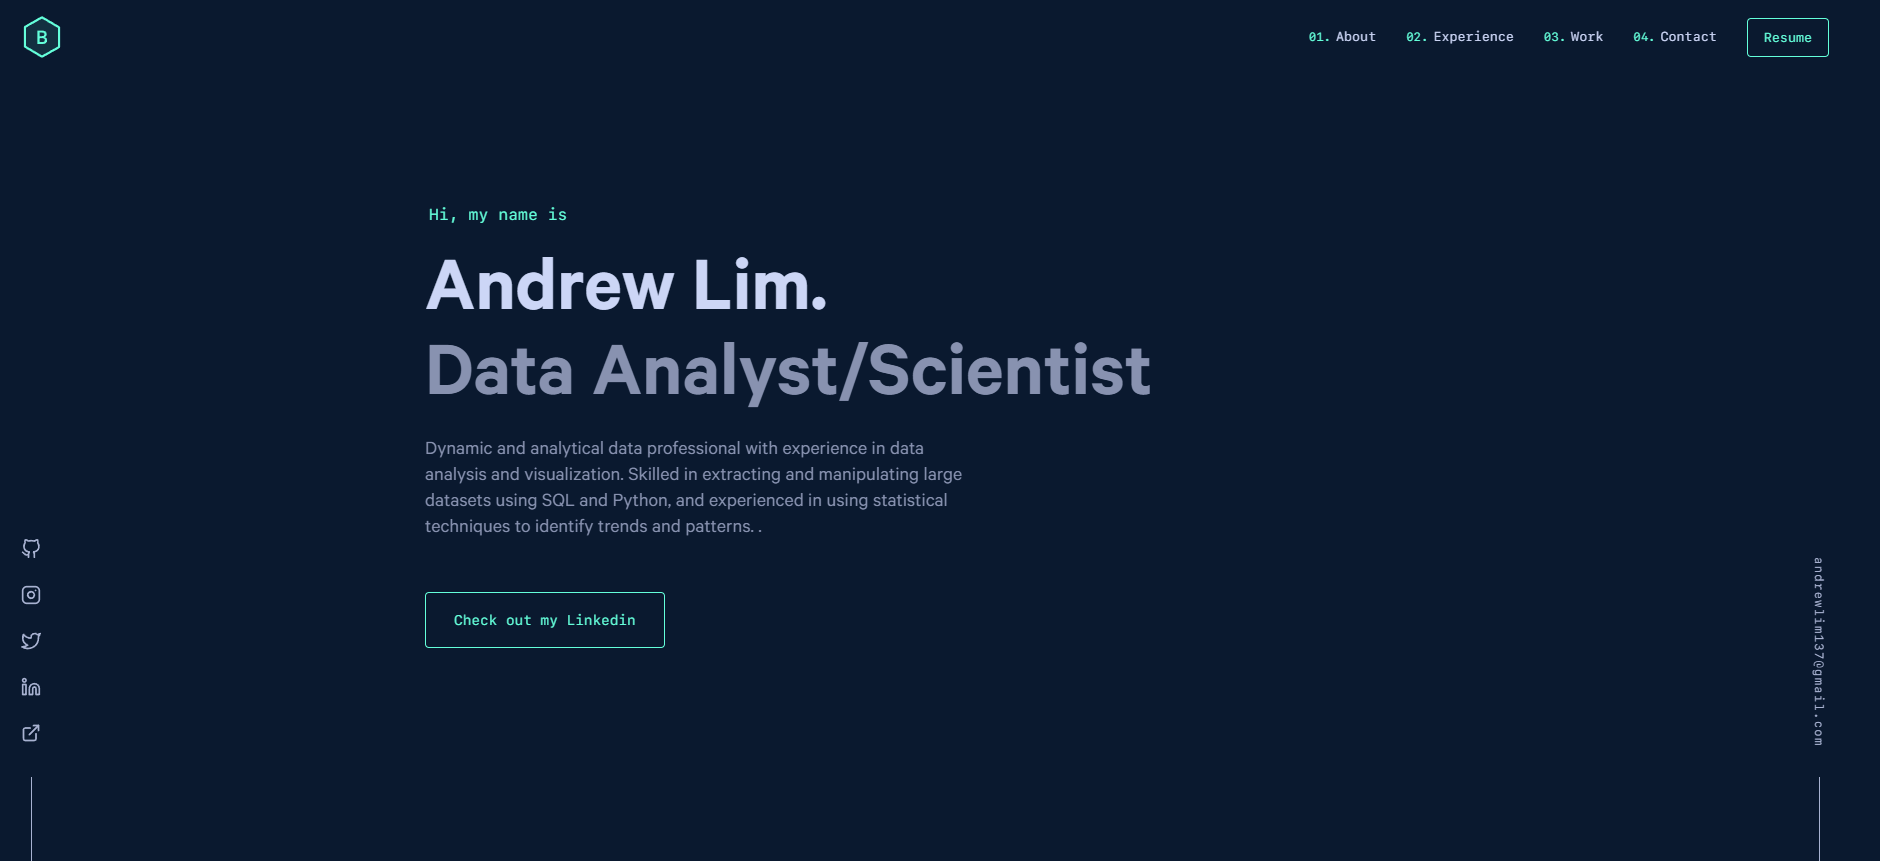 B
01. About 02. Experience 03. Work 04. Contact Resume
Hi, my name is
Andrew Lim.
Data Analyst/Scientist
Dynamic and analytical data professional with experience in data
analysis and visualization. Skilled in extracting and manipulating large
datasets using SQL and Python, and experienced in using statistical
techniques to identify trends and patterns. .
Check out my Linkedin
andrewlim137@gmail.com